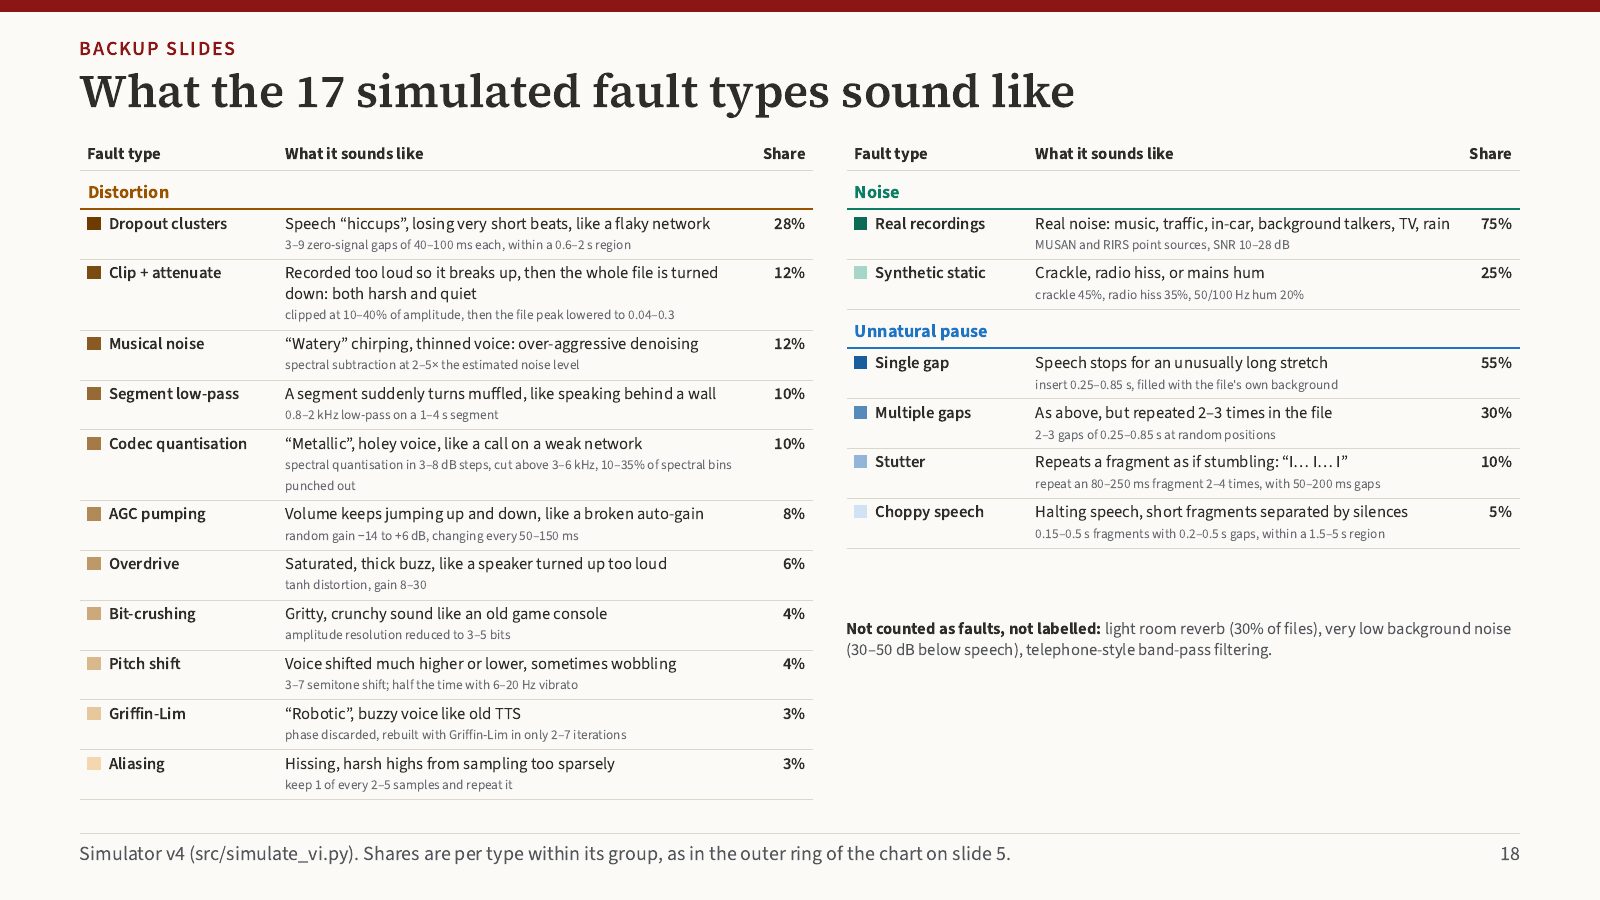 BACKUP SLIDES
What the 17 simulated fault types sound like
Fault type What it sounds like Share
Distortion
Dropout clusters Speech “hiccups”, losing very short beats, like a flaky network 28%
3–9 zero-signal gaps of 40–100 ms each, within a 0.6–2 s region
Clip + attenuate Recorded too loud so it breaks up, then the whole file is turned 12%
down: both harsh and quiet
clipped at 10–40% of amplitude, then the file peak lowered to 0.04–0.3
Musical noise “Watery” chirping, thinned voice: over-aggressive denoising 12%
spectral subtraction at 2–5× the estimated noise level
Segment low-pass A segment suddenly turns muffled, like speaking behind a wall 10%
0.8–2 kHz low-pass on a 1–4 s segment
Codec quantisation “Metallic”, holey voice, like a call on a weak network 10%
spectral quantisation in 3–8 dB steps, cut above 3–6 kHz, 10–35% of spectral bins
punched out
AGC pumping Volume keeps jumping up and down, like a broken auto-gain 8%
random gain −14 to +6 dB, changing every 50–150 ms
Overdrive Saturated, thick buzz, like a speaker turned up too loud 6%
tanh distortion, gain 8–30
Bit-crushing Gritty, crunchy sound like an old game console 4%
amplitude resolution reduced to 3–5 bits
Pitch shift Voice shifted much higher or lower, sometimes wobbling 4%
3–7 semitone shift; half the time with 6–20 Hz vibrato
Griffin-Lim “Robotic”, buzzy voice like old TTS 3%
phase discarded, rebuilt with Griffin-Lim in only 2–7 iterations
Aliasing Hissing, harsh highs from sampling too sparsely 3%
keep 1 of every 2–5 samples and repeat it
Fault type What it sounds like Share
Noise
Real recordings Real noise: music, traffic, in-car, background talkers, TV, rain 75%
MUSAN and RIRS point sources, SNR 10–28 dB
Synthetic static Crackle, radio hiss, or mains hum 25%
crackle 45%, radio hiss 35%, 50/100 Hz hum 20%
Unnatural pause
Single gap Speech stops for an unusually long stretch 55%
insert 0.25–0.85 s, filled with the file's own background
Multiple gaps As above, but repeated 2–3 times in the file 30%
2–3 gaps of 0.25–0.85 s at random positions
Stutter Repeats a fragment as if stumbling: “I… I… I” 10%
repeat an 80–250 ms fragment 2–4 times, with 50–200 ms gaps
Choppy speech Halting speech, short fragments separated by silences 5%
0.15–0.5 s fragments with 0.2–0.5 s gaps, within a 1.5–5 s region
Not counted as faults, not labelled: light room reverb (30% of files), very low background noise
(30–50 dB below speech), telephone-style band-pass filtering.
Simulator v4 (src/simulate_vi.py). Shares are per type within its group, as in the outer ring of the chart on slide 5.
18